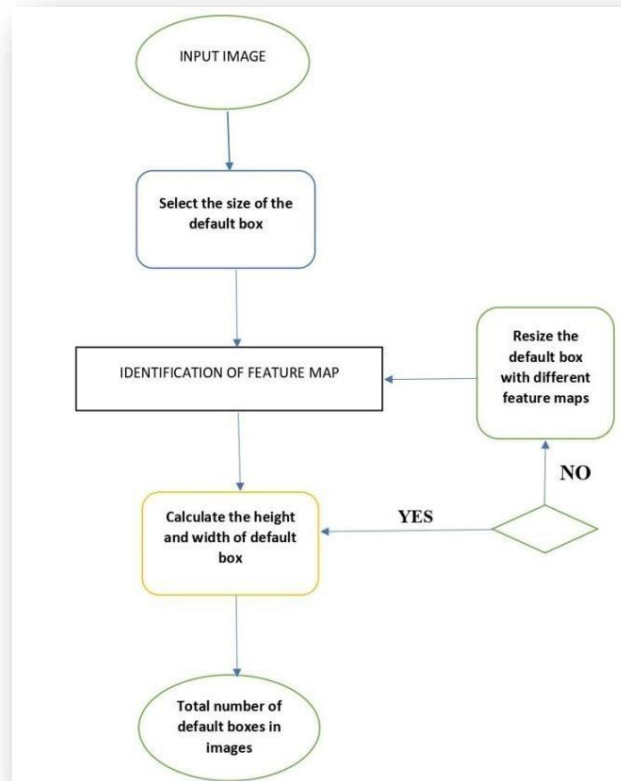 INPUT IMAGE
Select the size of the
default box
IDENTIFICATION OF FEATURE MAP
Resize the
default box
with different
feature maps
NO
YES
Calculate the height
and width of default
box
Total number of
default boxes in
images